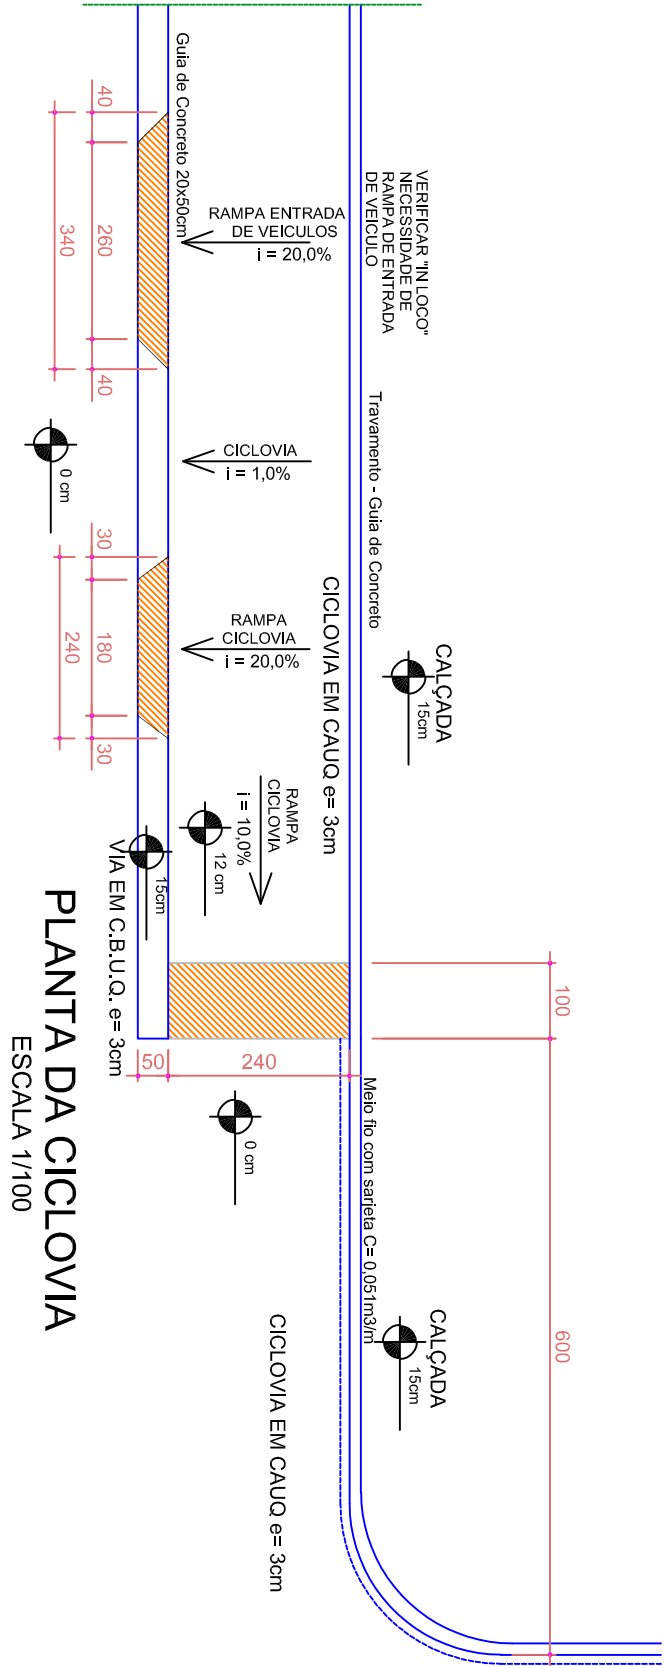 Guia de Concreto 20x50cm
40
260
340
40
RAMPA ENTRADA
DE VEICULOS
i = 20,0%
VERIFICAR "IN LOCO"
NECESSIDADE DE
RAMPA DE ENTRADA
DE VEICULO
Travamento - Guia de Concreto
CICLOVIA
i = 1,0%
0 cm
30
180
240
30
RAMPA
CICLOVIA
i = 20,0%
CICLOVIA EM CAUQ e= 3cm
CALÇADA
15cm
RAMPA
CICLOVIA
i = 10,0%
12 cm
15cm
VIA EM C.B.U.Q. e= 3cm
100
50
240
0 cm
Meio fio com sarjeta C= 0,051m3/m
600
CALÇADA
15cm
CICLOVIA EM CAUQ e= 3cm
PLANTA DA CICLOVIA
ESCALA 1/100